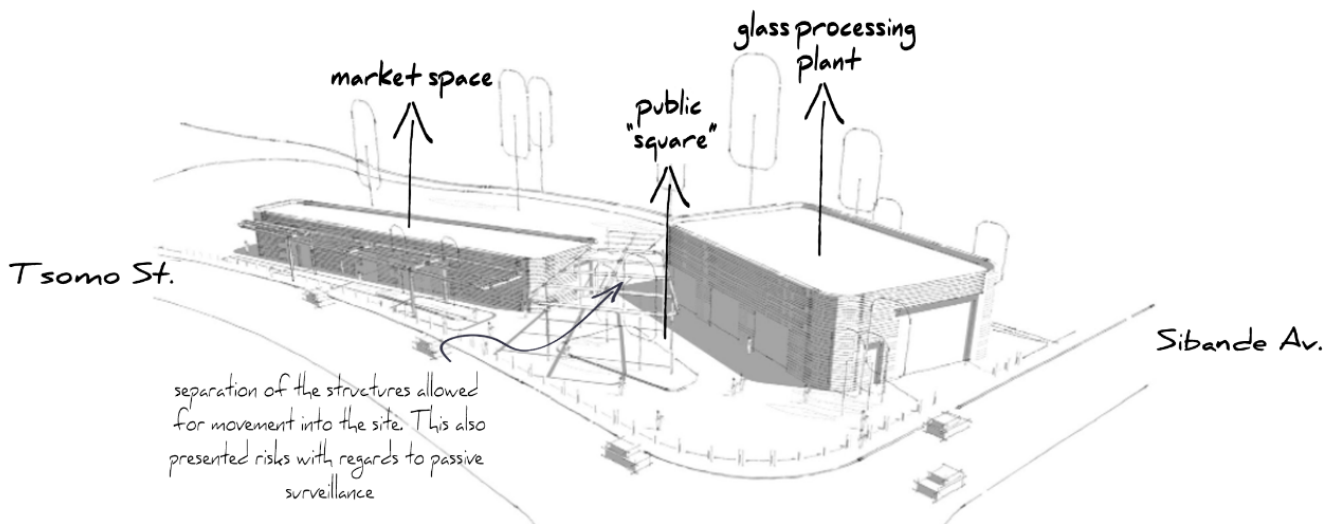 glass processing
plant
market space
public
"square"
Tsomo St.
Sibande Av.
separation of the structures allowed
for movement into the site. This also
presented risks with regards to passive
surveillance